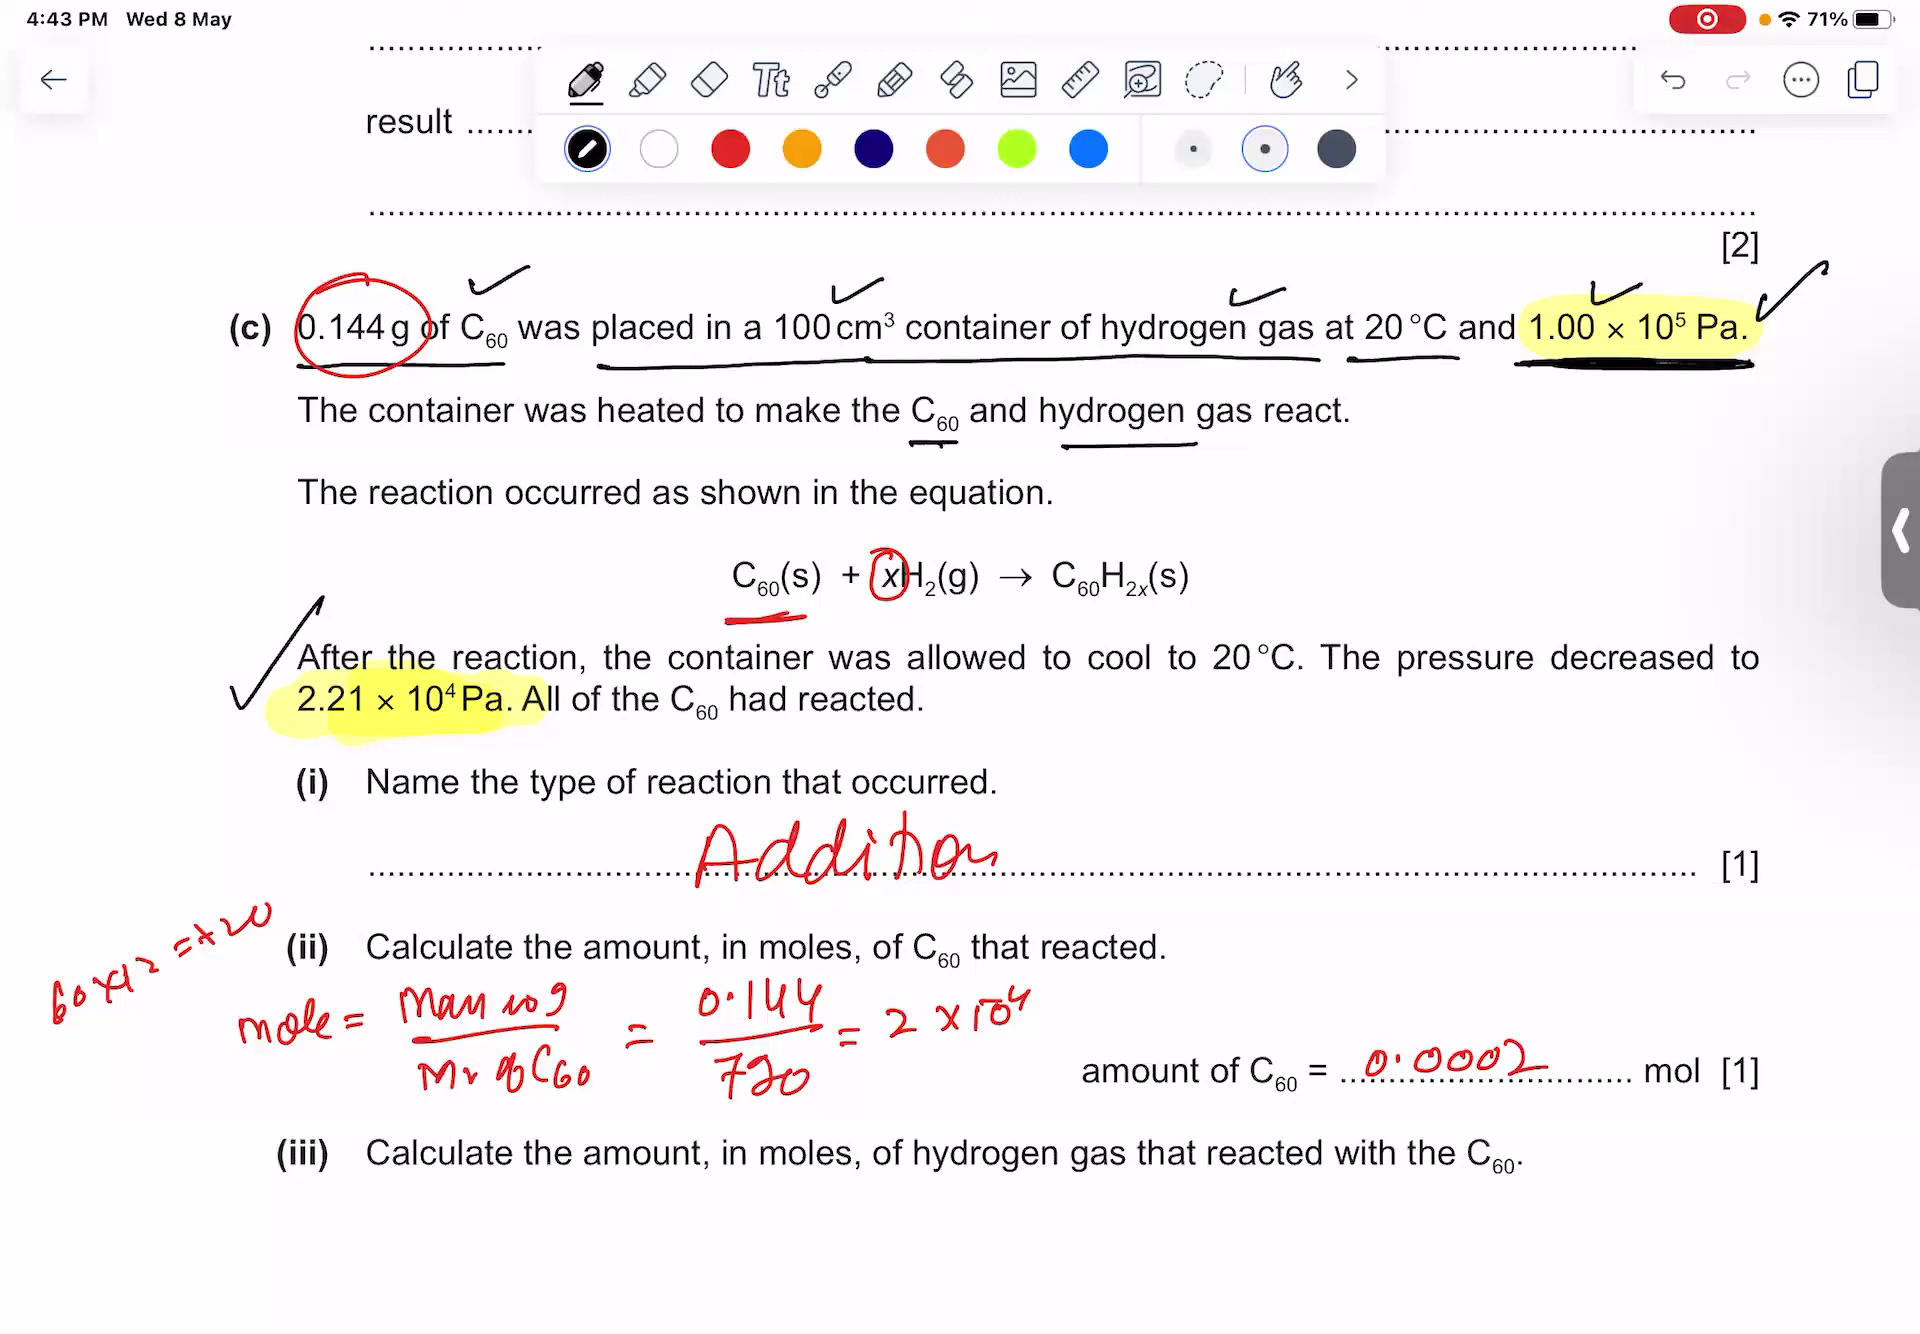 4:43 PM Wed 8 May
71%
Tt
result
[2]
(c) 0.144 g of C60 was placed in a 100 cm³ container of hydrogen gas at 20 °C and 1.00 × 10⁵ Pa.
The container was heated to make the C60 and hydrogen gas react.
The reaction occurred as shown in the equation.
C60(s) + xH2(g) → C60H2x(s)
After the reaction, the container was allowed to cool to 20 °C. The pressure decreased to
2.21 × 10⁴ Pa. All of the C60 had reacted.
(i) Name the type of reaction that occurred.
Addition [1]
60×12 = 720
(ii) Calculate the amount, in moles, of C60 that reacted.
mole = Mass in g / Mr of C60 = 0.144 / 720 = 2 × 10⁻⁴
amount of C60 = 0.0002 mol [1]
(iii) Calculate the amount, in moles, of hydrogen gas that reacted with the C60.